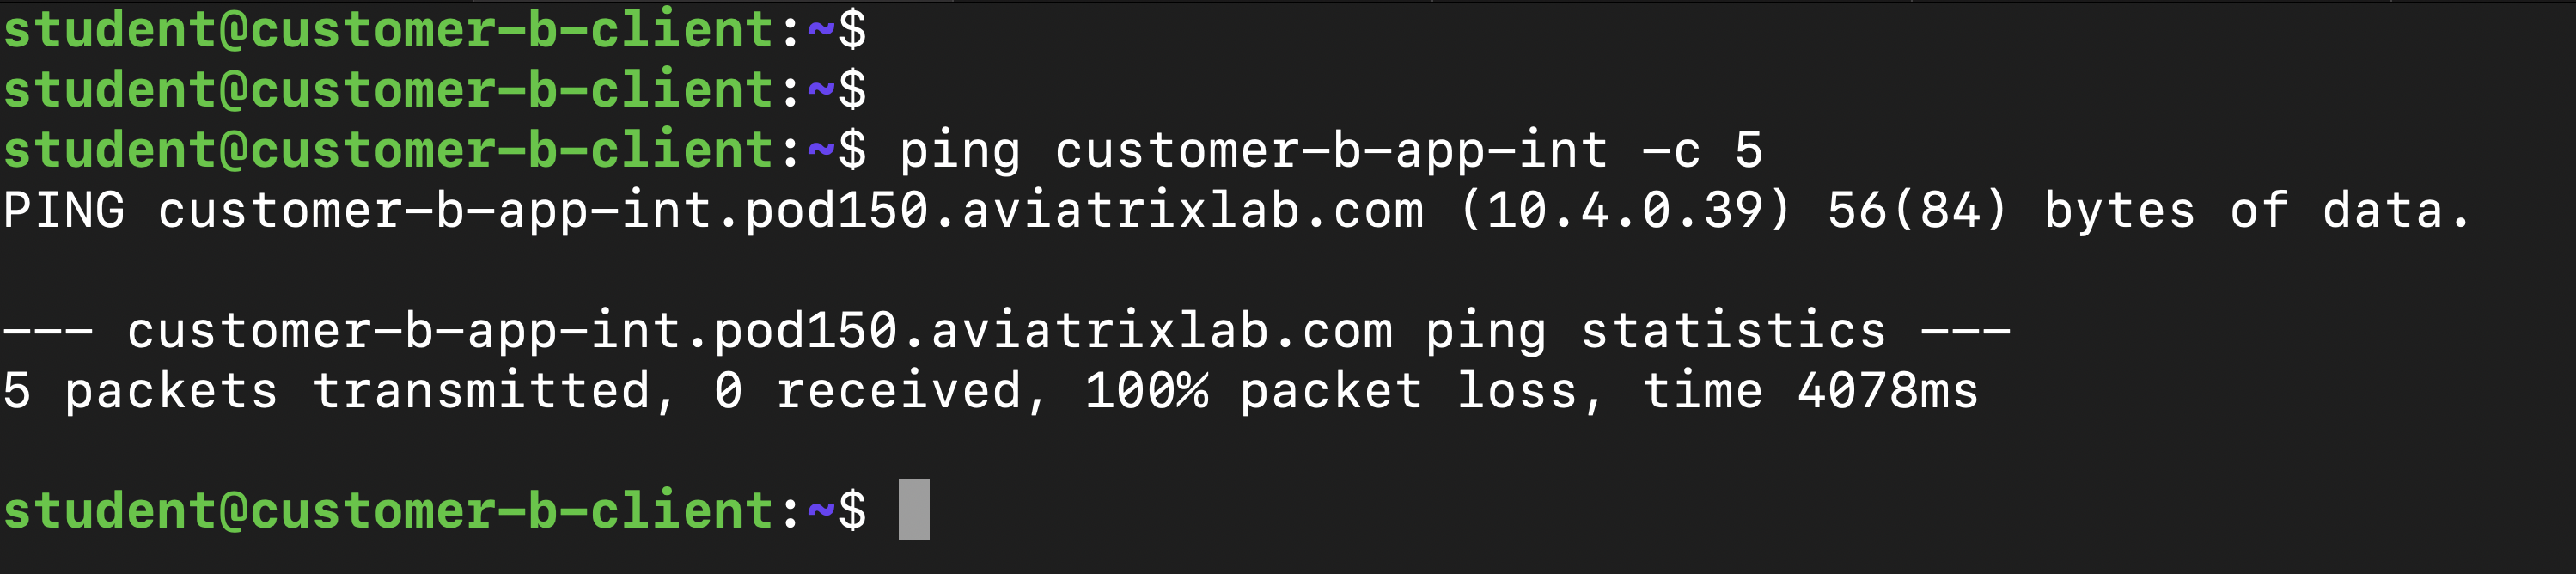 student@customer-b-client:~$
student@customer-b-client:~$
student@customer-b-client:~$ ping customer-b-app-int -c 5
PING customer-b-app-int.pod150.aviatrixlab.com (10.4.0.39) 56(84) bytes of data.
--- customer-b-app-int.pod150.aviatrixlab.com ping statistics ---
5 packets transmitted, 0 received, 100% packet loss, time 4078ms
student@customer-b-client:~$